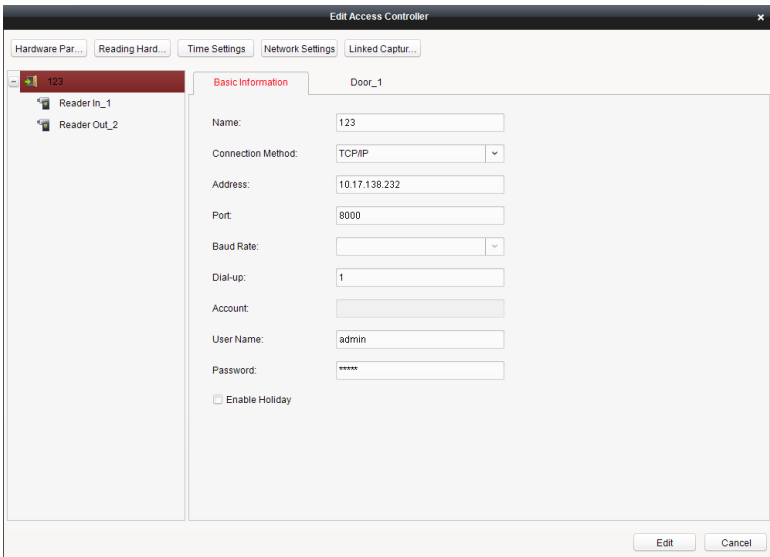 Edit Access Controller
Hardware Par... Reading Hard... Time Settings Network Settings Linked Captur...
123
Reader In_1
Reader Out_2
Basic Information Door_1
Name: 123
Connection Method: TCP/IP
Address: 10.17.138.232
Port: 8000
Baud Rate:
Dial-up: 1
Account:
User Name: admin
Password: *****
Enable Holiday
Edit Cancel